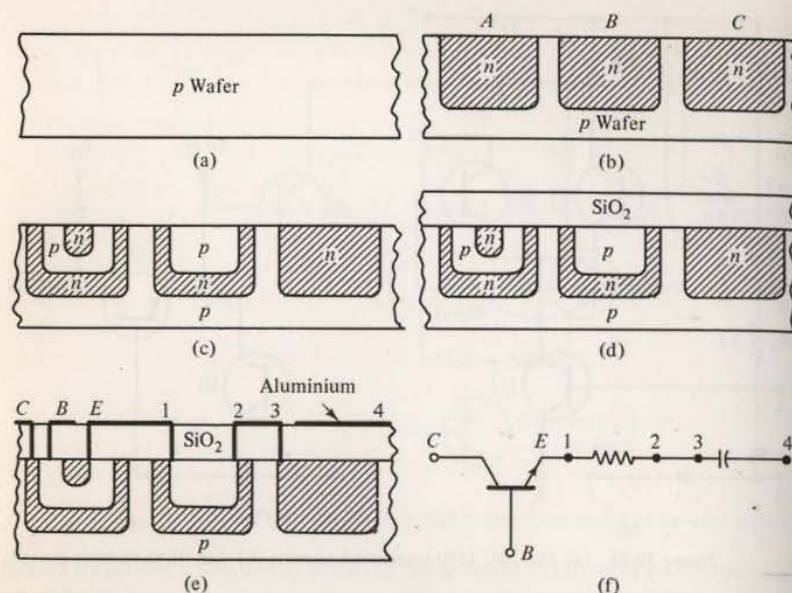 A B C
n n n
p Wafer
p Wafer
(a)
(b)
SiO₂
p n p n
n n
p
(c)
p n p n
n n
p
(d)
Aluminium
C B E 1 2 3 4
SiO₂
p
(e)
C E 1 2 3 4
B
(f)